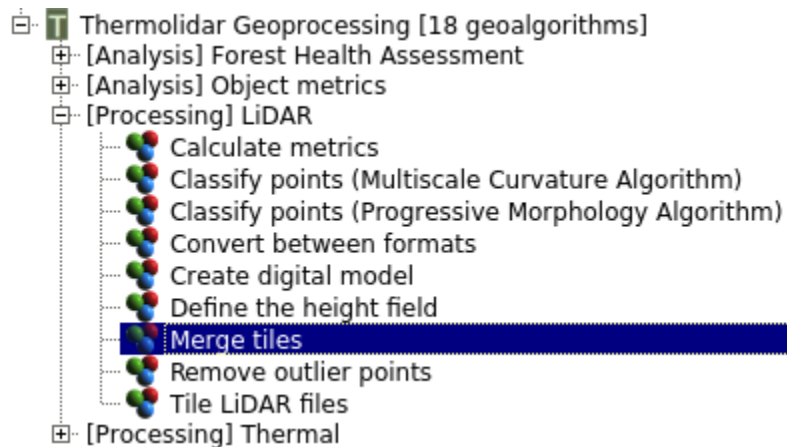 T Thermolidar Geoprocessing [18 geoalgorithms]
[Analysis] Forest Health Assessment
[Analysis] Object metrics
[Processing] LiDAR
Calculate metrics
Classify points (Multiscale Curvature Algorithm)
Classify points (Progressive Morphology Algorithm)
Convert between formats
Create digital model
Define the height field
Merge tiles
Remove outlier points
Tile LiDAR files
[Processing] Thermal